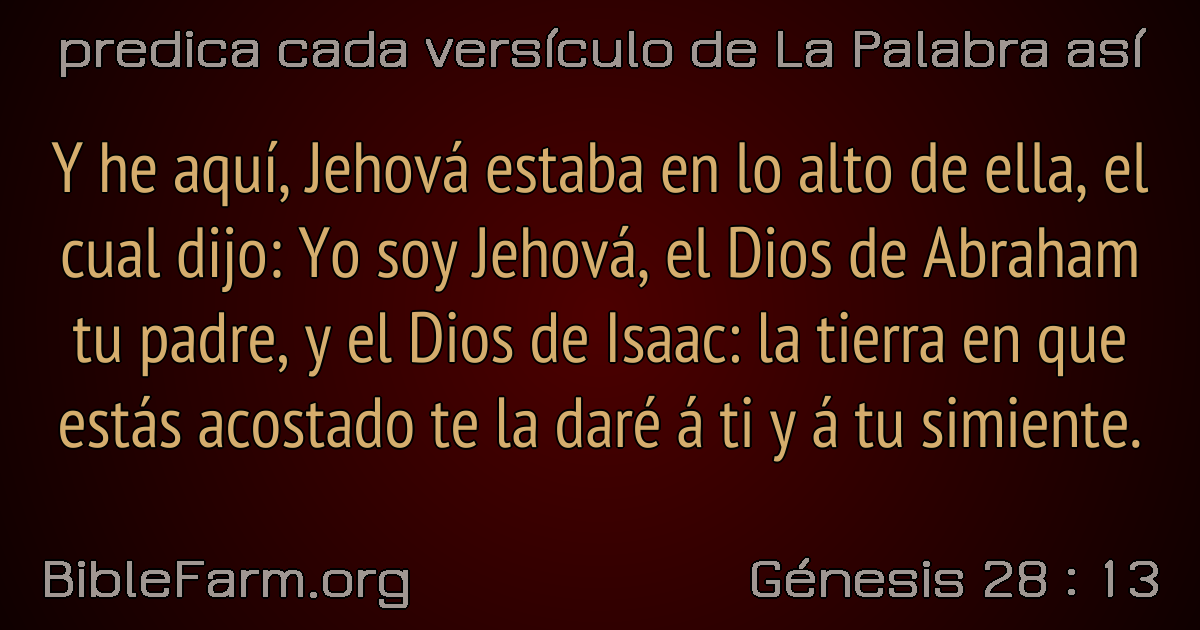 predica cada versículo de La Palabra así
Y he aquí, Jehová estaba en lo alto de ella, el
cual dijo: Yo soy Jehová, el Dios de Abraham
tu padre, y el Dios de Isaac: la tierra en que
estás acostado te la daré á ti y á tu simiente.
BibleFarm.org
Génesis 28 : 13